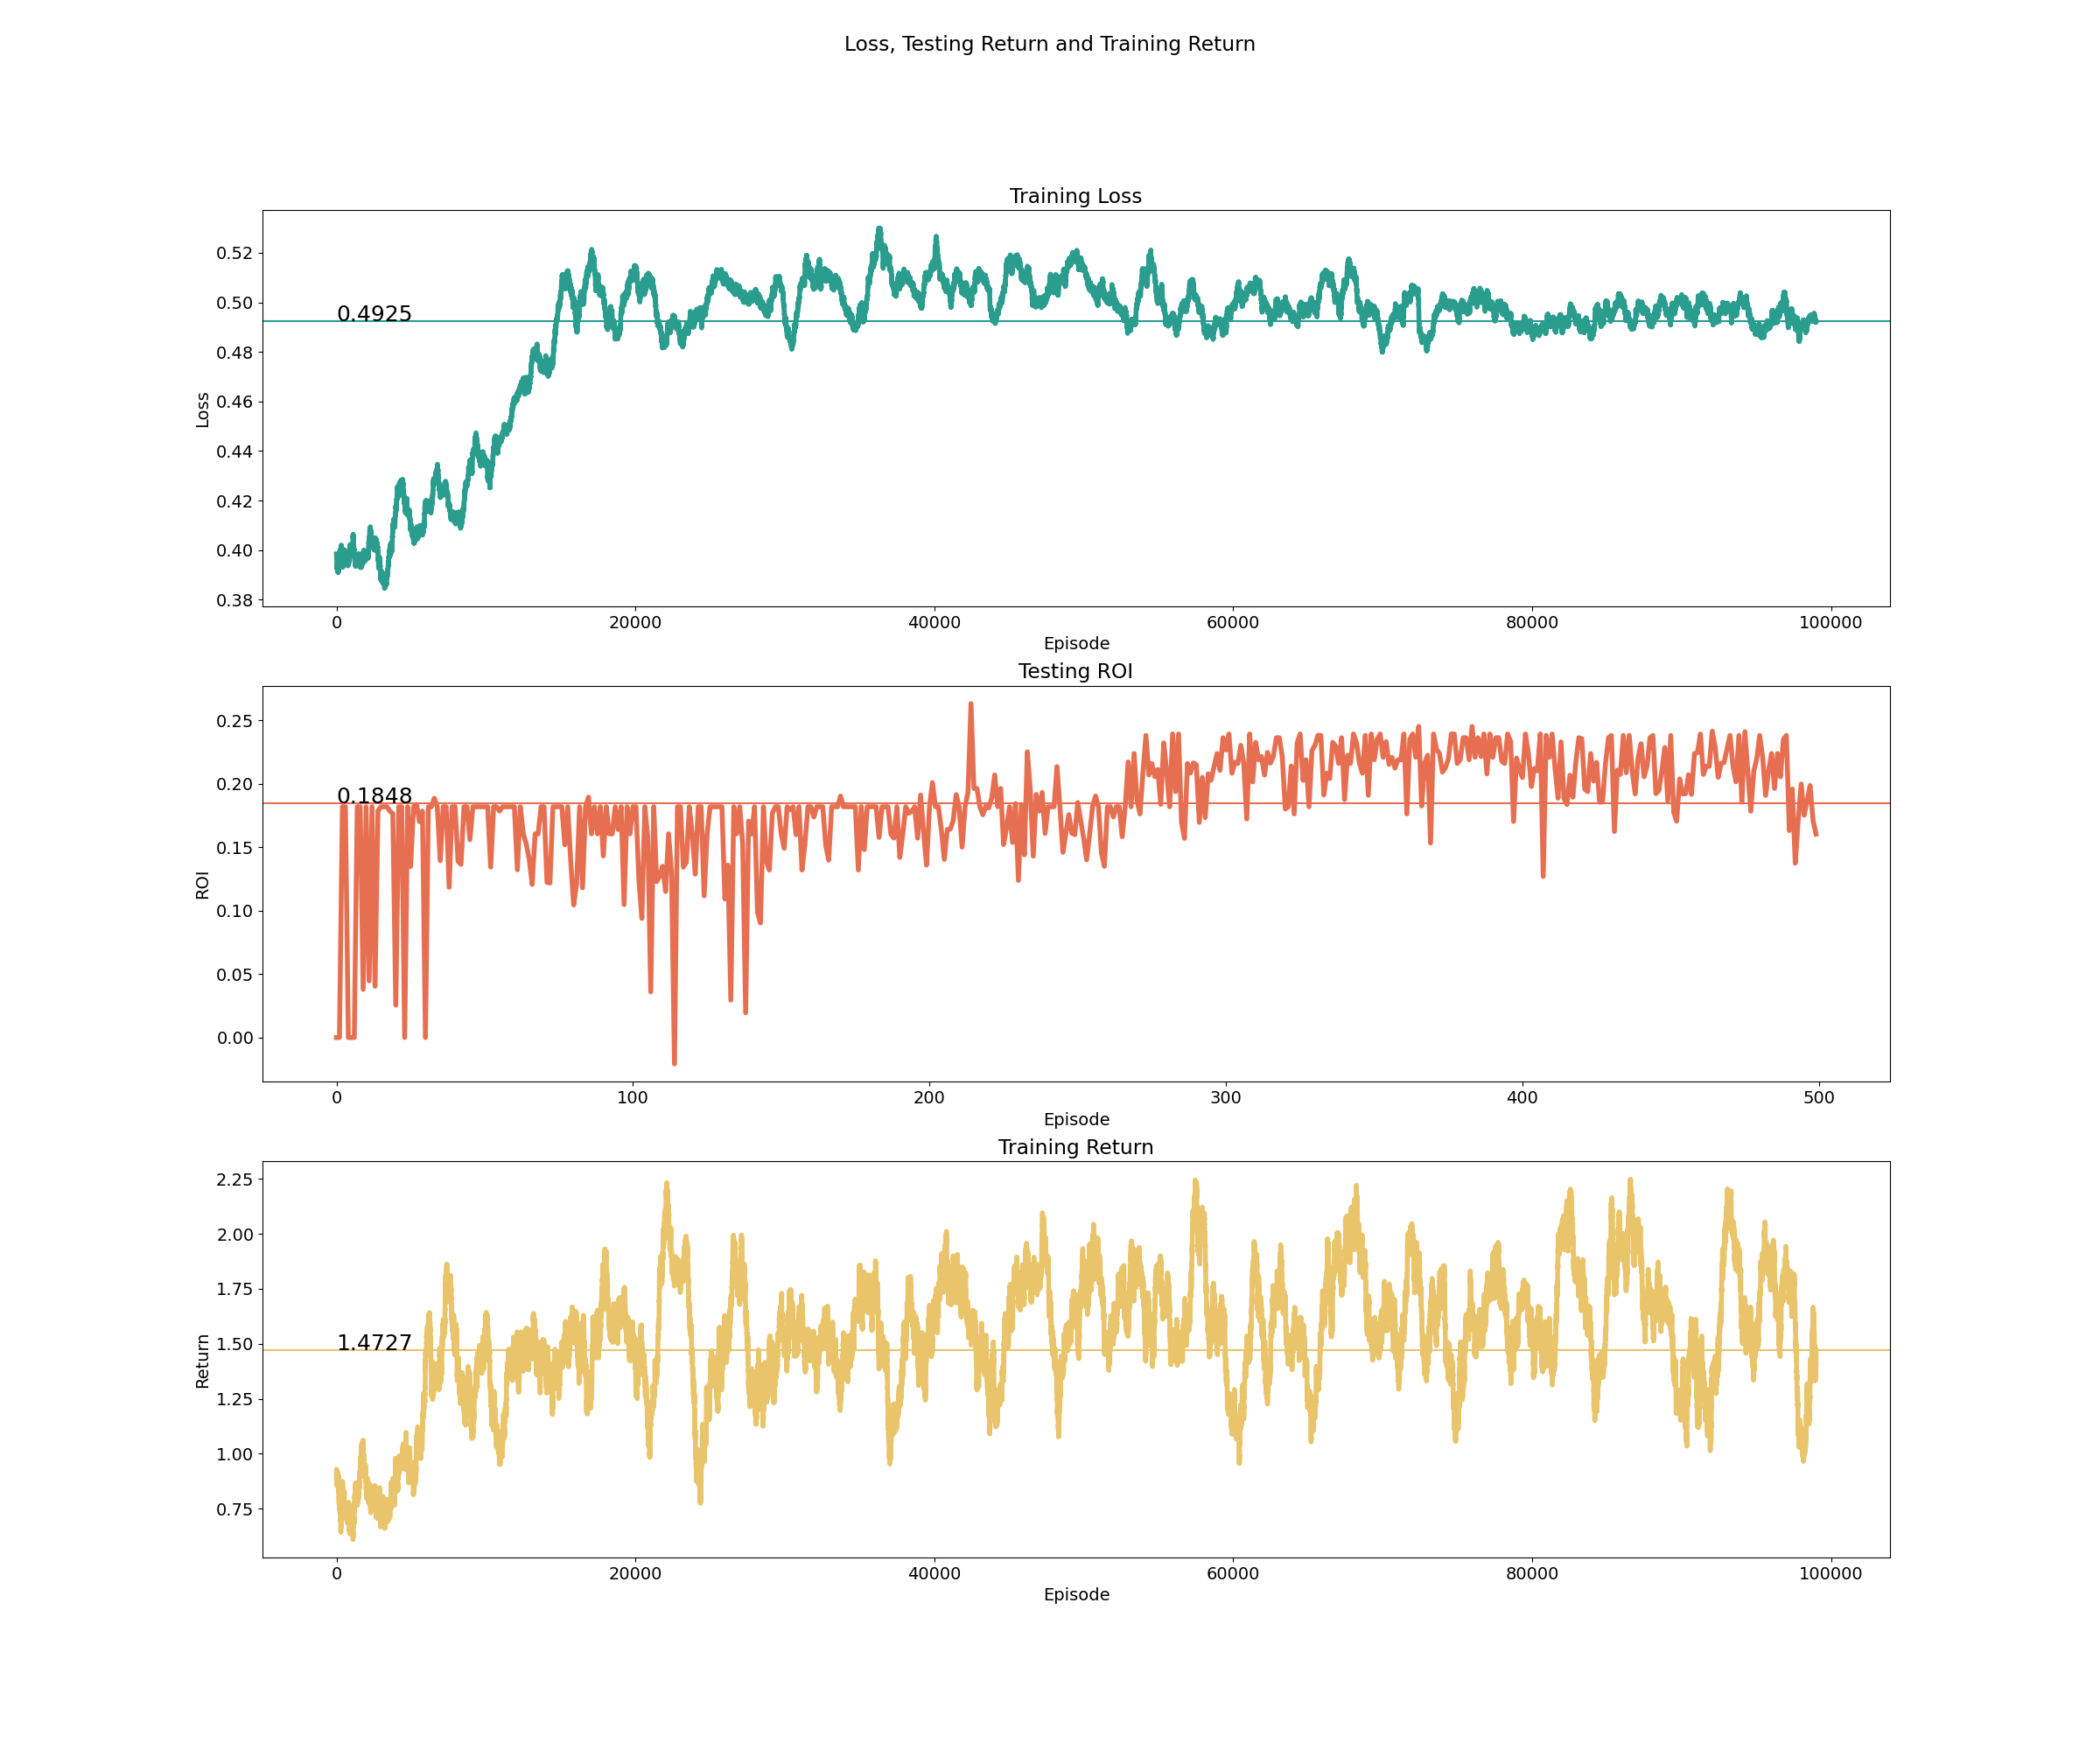 Loss, Testing Return and Training Return
Training Loss
0.52
0.50
0.4925
0.48
0.46
0.44
0.42
0.40
0.38
Loss
0 20000 40000 60000 80000 100000
Episode
Testing ROI
0.25
0.20
0.1848
0.15
0.10
0.05
0.00
ROI
0 100 200 300 400 500
Episode
Training Return
2.25
2.00
1.75
1.50
1.4727
1.25
1.00
0.75
Return
0 20000 40000 60000 80000 100000
Episode